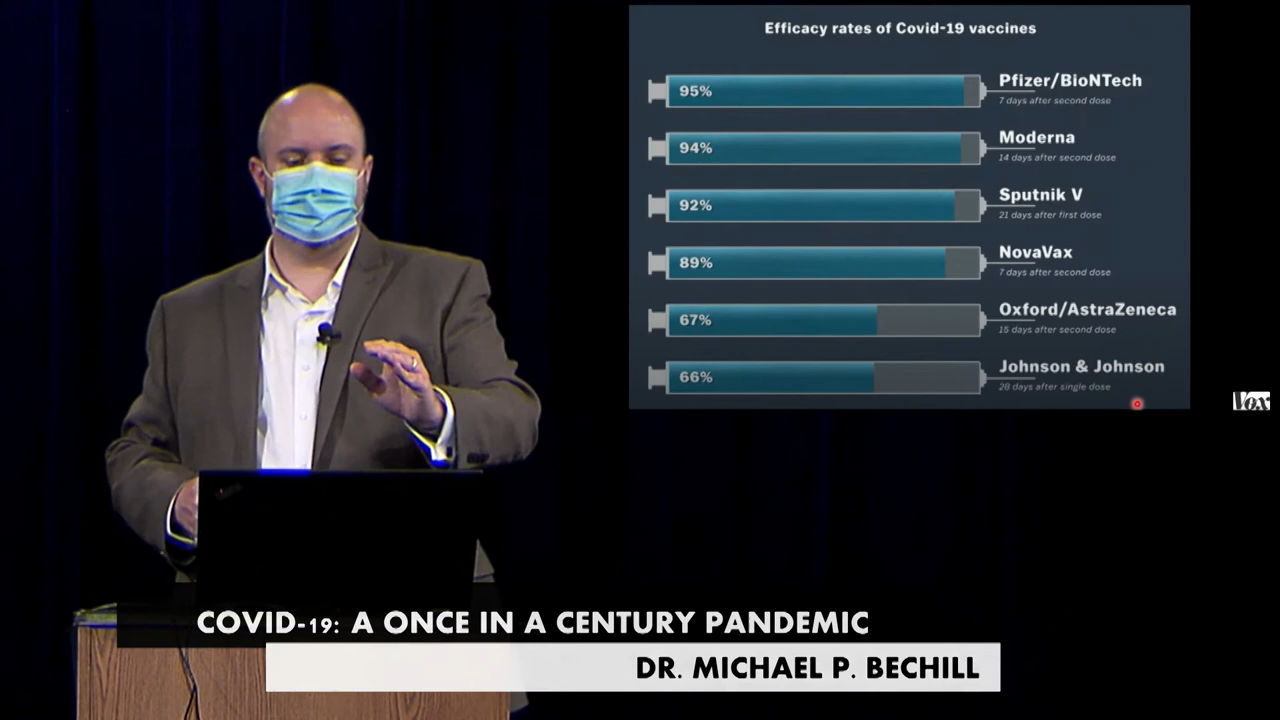 Efficacy rates of Covid-19 vaccines
95%
Pfizer/BioNTech
7 days after second dose
94%
Moderna
14 days after second dose
92%
Sputnik V
21 days after first dose
89%
NovaVax
7 days after second dose
67%
Oxford/AstraZeneca
15 days after second dose
66%
Johnson & Johnson
28 days after single dose
Vox
COVID-19: A ONCE IN A CENTURY PANDEMIC
DR. MICHAEL P. BECHILL